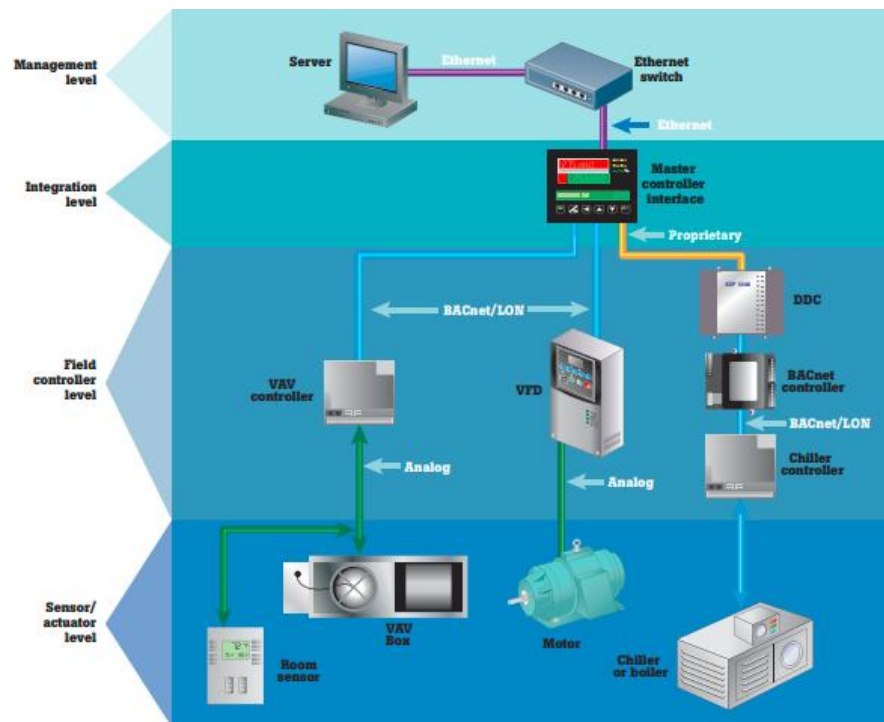 Management
level
Server
Ethernet
Ethernet
switch
Ethernet
Integration
level
Master
controller
interface
Proprietary
DDC
BACnet/LON
Field
controller
level
VAV
controller
VFD
BACnet
controller
BACnet/LON
Chiller
controller
Analog
Analog
Sensor/
actuator
level
VAV
Box
Motor
Room
sensor
Chiller
or boiler